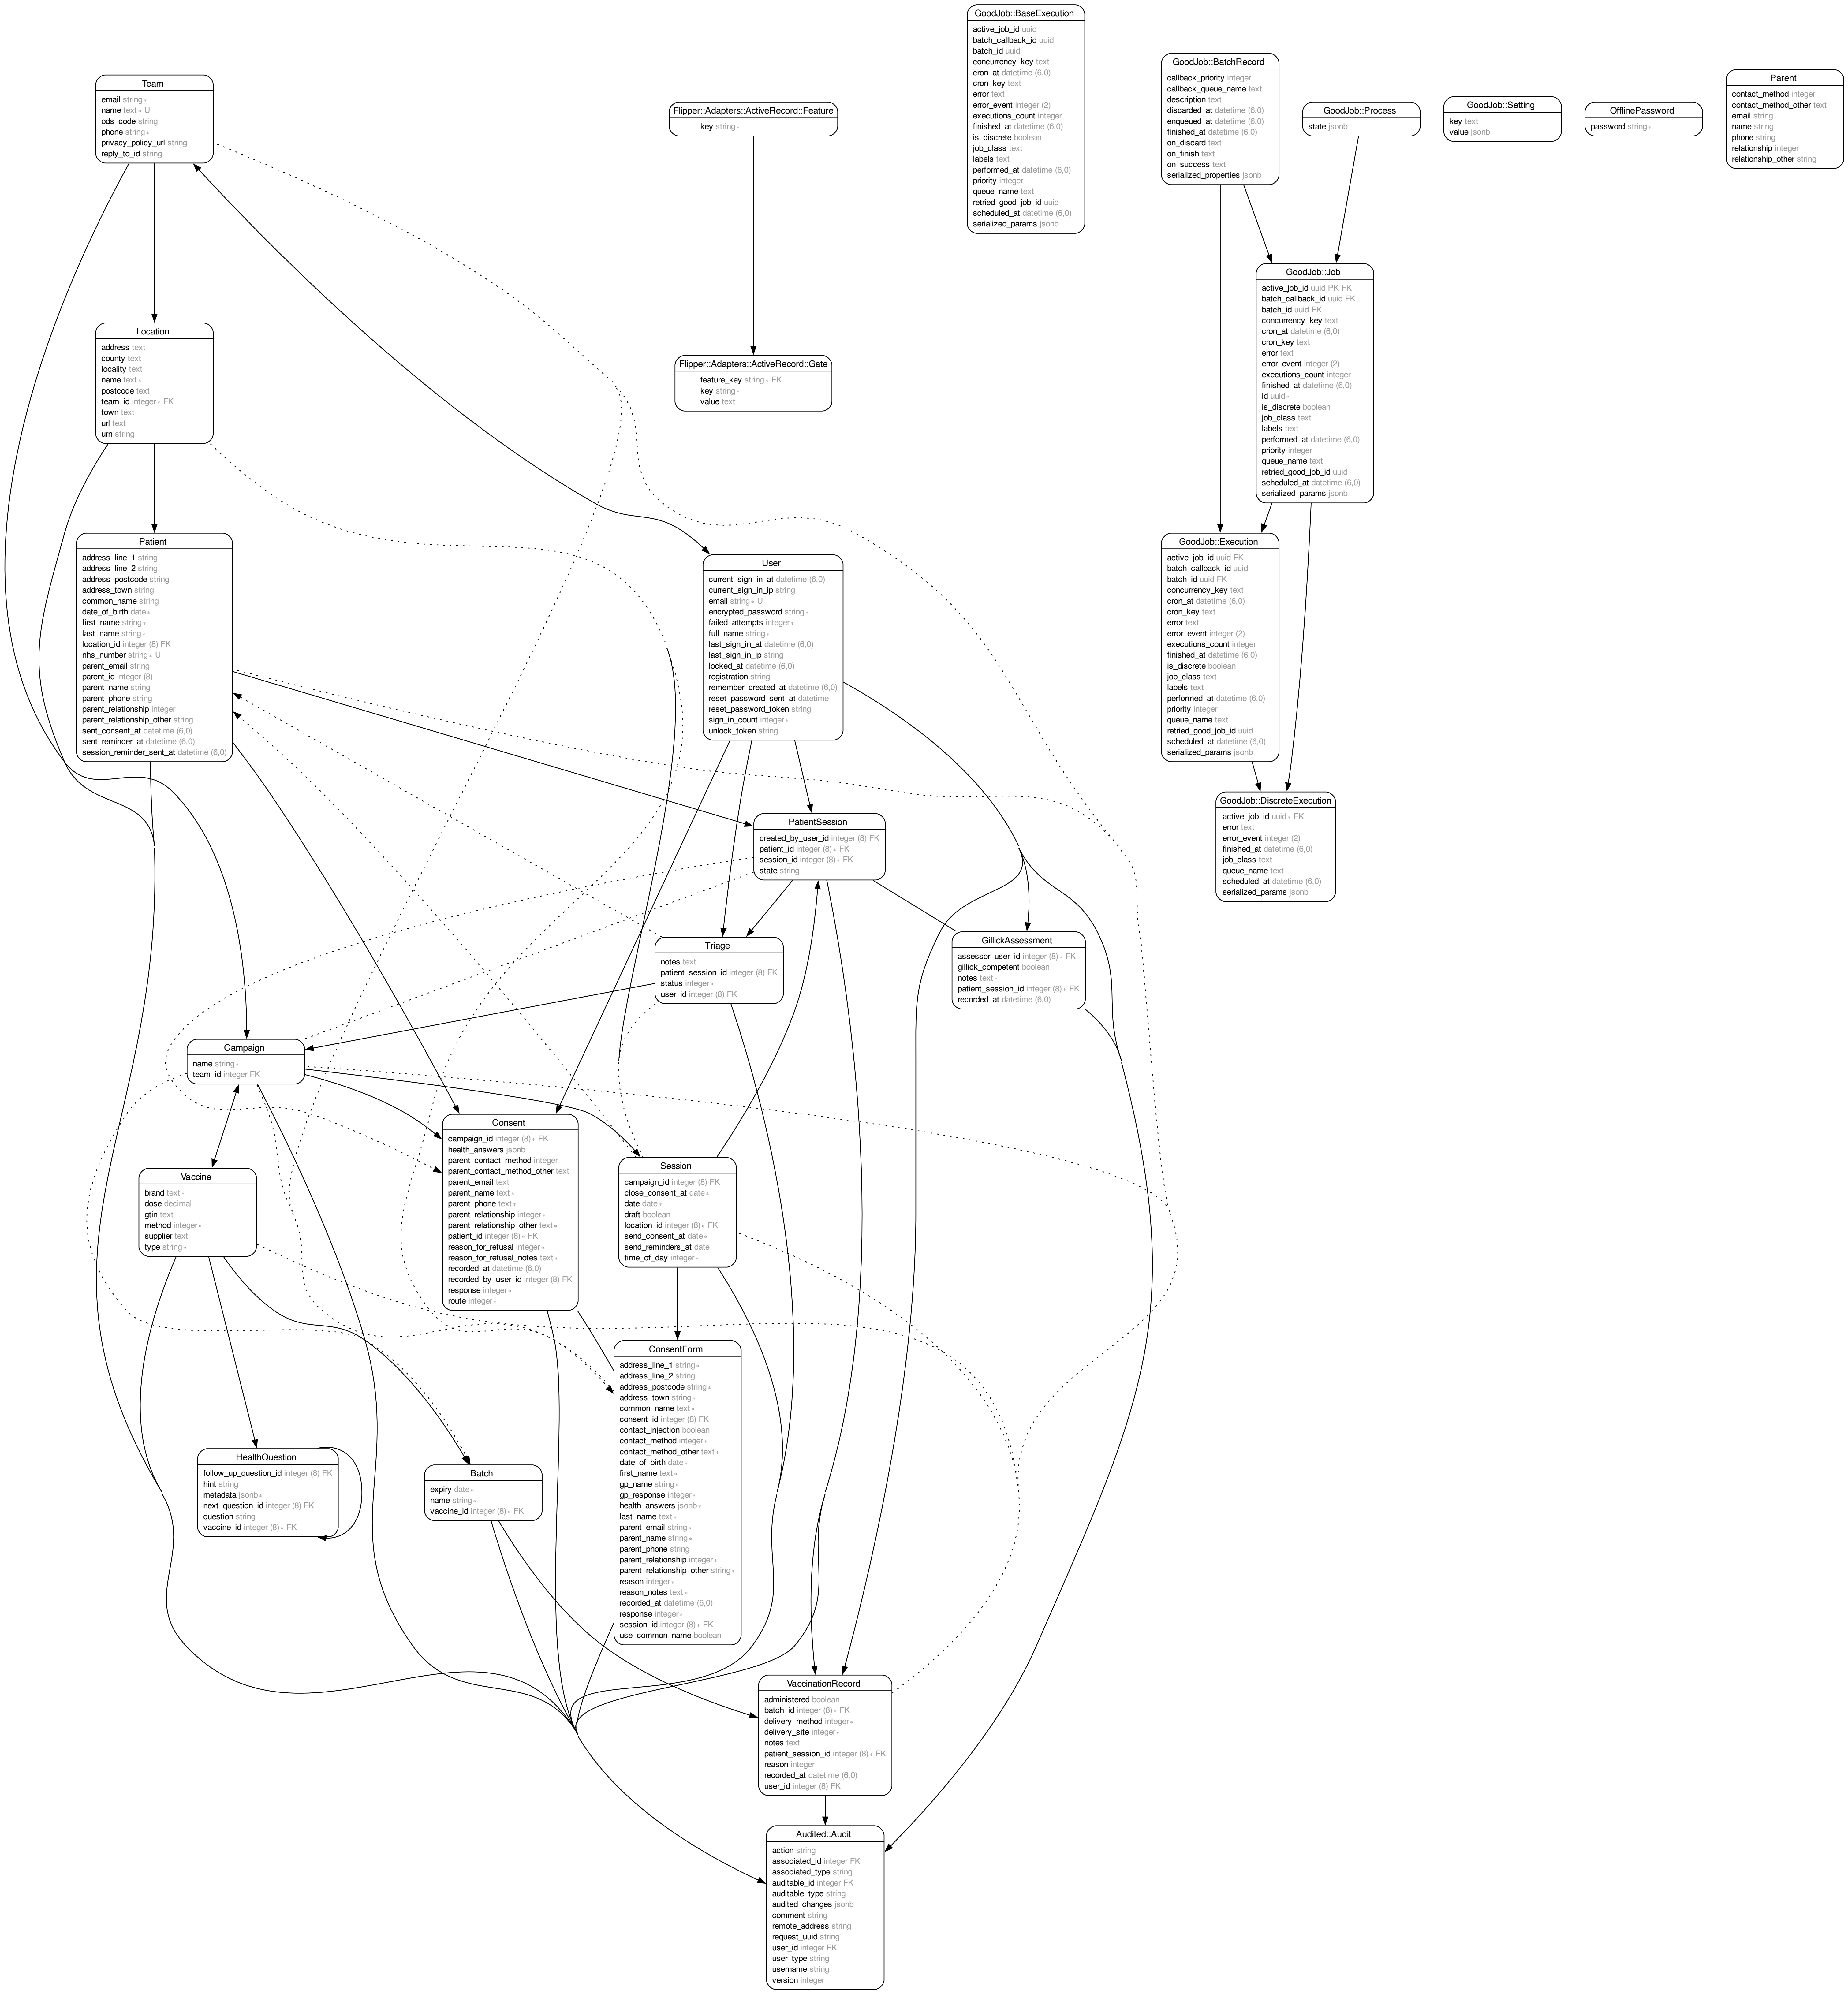 GoodJob::BaseExecution
active_job_id uuid
batch_callback_id uuid
batch_id uuid
concurrency_key text
cron_at datetime (6,0)
cron_key text
error text
error_event integer (2)
executions_count integer
finished_at datetime (6,0)
is_discrete boolean
job_class text
labels text
performed_at datetime (6,0)
priority integer
queue_name text
retried_good_job_id uuid
scheduled_at datetime (6,0)
serialized_params jsonb
GoodJob::BatchRecord
callback_priority integer
callback_queue_name text
description text
discarded_at datetime (6,0)
enqueued_at datetime (6,0)
finished_at datetime (6,0)
on_discard text
on_finish text
on_success text
serialized_properties jsonb
Parent
contact_method integer
contact_method_other text
email string
name string
phone string
relationship integer
relationship_other string
Team
email string∗
name text∗ U
ods_code string
phone string∗
privacy_policy_url string
reply_to_id string
Flipper::Adapters::ActiveRecord::Feature
key string∗
GoodJob::Process
state jsonb
GoodJob::Setting
key text
value jsonb
OfflinePassword
password string∗
GoodJob::Job
active_job_id uuid PK FK
batch_callback_id uuid FK
batch_id uuid FK
concurrency_key text
cron_at datetime (6,0)
cron_key text
error text
error_event integer (2)
executions_count integer
finished_at datetime (6,0)
id uuid∗
is_discrete boolean
job_class text
labels text
performed_at datetime (6,0)
priority integer
queue_name text
retried_good_job_id uuid
scheduled_at datetime (6,0)
serialized_params jsonb
Location
address text
county text
locality text
name text∗
postcode text
team_id integer∗ FK
town text
url text
urn string
Flipper::Adapters::ActiveRecord::Gate
feature_key string∗ FK
key string∗
value text
Patient
address_line_1 string
address_line_2 string
address_postcode string
address_town string
common_name string
date_of_birth date∗
first_name string∗
last_name string∗
location_id integer (8) FK
nhs_number string∗ U
parent_email string
parent_id integer (8)
parent_name string
parent_phone string
parent_relationship integer
parent_relationship_other string
sent_consent_at datetime (6,0)
sent_reminder_at datetime (6,0)
session_reminder_sent_at datetime (6,0)
User
current_sign_in_at datetime (6,0)
current_sign_in_ip string
email string∗ U
encrypted_password string∗
failed_attempts integer∗
full_name string∗
last_sign_in_at datetime (6,0)
last_sign_in_ip string
locked_at datetime (6,0)
registration string
remember_created_at datetime (6,0)
reset_password_sent_at datetime
reset_password_token string
sign_in_count integer∗
unlock_token string
GoodJob::Execution
active_job_id uuid FK
batch_callback_id uuid
batch_id uuid FK
concurrency_key text
cron_at datetime (6,0)
cron_key text
error text
error_event integer (2)
executions_count integer
finished_at datetime (6,0)
is_discrete boolean
job_class text
labels text
performed_at datetime (6,0)
priority integer
queue_name text
retried_good_job_id uuid
scheduled_at datetime (6,0)
serialized_params jsonb
GoodJob::DiscreteExecution
active_job_id uuid∗ FK
error text
error_event integer (2)
finished_at datetime (6,0)
job_class text
queue_name text
scheduled_at datetime (6,0)
serialized_params jsonb
PatientSession
created_by_user_id integer (8) FK
patient_id integer (8)∗ FK
session_id integer (8)∗ FK
state string
Triage
notes text
patient_session_id integer (8) FK
status integer∗
user_id integer (8) FK
GillickAssessment
assessor_user_id integer (8)∗ FK
gillick_competent boolean
notes text∗
patient_session_id integer (8)∗ FK
recorded_at datetime (6,0)
Campaign
name string∗
team_id integer FK
Consent
campaign_id integer (8)∗ FK
health_answers jsonb
parent_contact_method integer
parent_contact_method_other text
parent_email text
parent_name text∗
parent_phone text∗
parent_relationship integer∗
parent_relationship_other text∗
patient_id integer (8)∗ FK
reason_for_refusal integer∗
reason_for_refusal_notes text∗
recorded_at datetime (6,0)
recorded_by_user_id integer (8) FK
response integer∗
route integer∗
Session
campaign_id integer (8) FK
close_consent_at date∗
date date∗
draft boolean
location_id integer (8)∗ FK
send_consent_at date∗
send_reminders_at date
time_of_day integer∗
Vaccine
brand text∗
dose decimal
gtin text
method integer∗
supplier text
type string∗
ConsentForm
address_line_1 string∗
address_line_2 string
address_postcode string∗
address_town string∗
common_name text∗
consent_id integer (8) FK
contact_injection boolean
contact_method integer∗
contact_method_other text∗
date_of_birth date∗
first_name text∗
gp_name string∗
gp_response integer∗
health_answers jsonb∗
last_name text∗
parent_email string∗
parent_name string∗
parent_phone string
parent_relationship integer∗
parent_relationship_other string∗
reason integer∗
reason_notes text∗
recorded_at datetime (6,0)
response integer∗
session_id integer (8)∗ FK
use_common_name boolean
HealthQuestion
follow_up_question_id integer (8) FK
hint string
metadata jsonb∗
next_question_id integer (8) FK
question string
vaccine_id integer (8)∗ FK
Batch
expiry date∗
name string∗
vaccine_id integer (8)∗ FK
VaccinationRecord
administered boolean
batch_id integer (8)∗ FK
delivery_method integer∗
delivery_site integer∗
notes text
patient_session_id integer (8)∗ FK
reason integer
recorded_at datetime (6,0)
user_id integer (8) FK
Audited::Audit
action string
associated_id integer FK
associated_type string
auditable_id integer FK
auditable_type string
audited_changes jsonb
comment string
remote_address string
request_uuid string
user_id integer FK
user_type string
username string
version integer